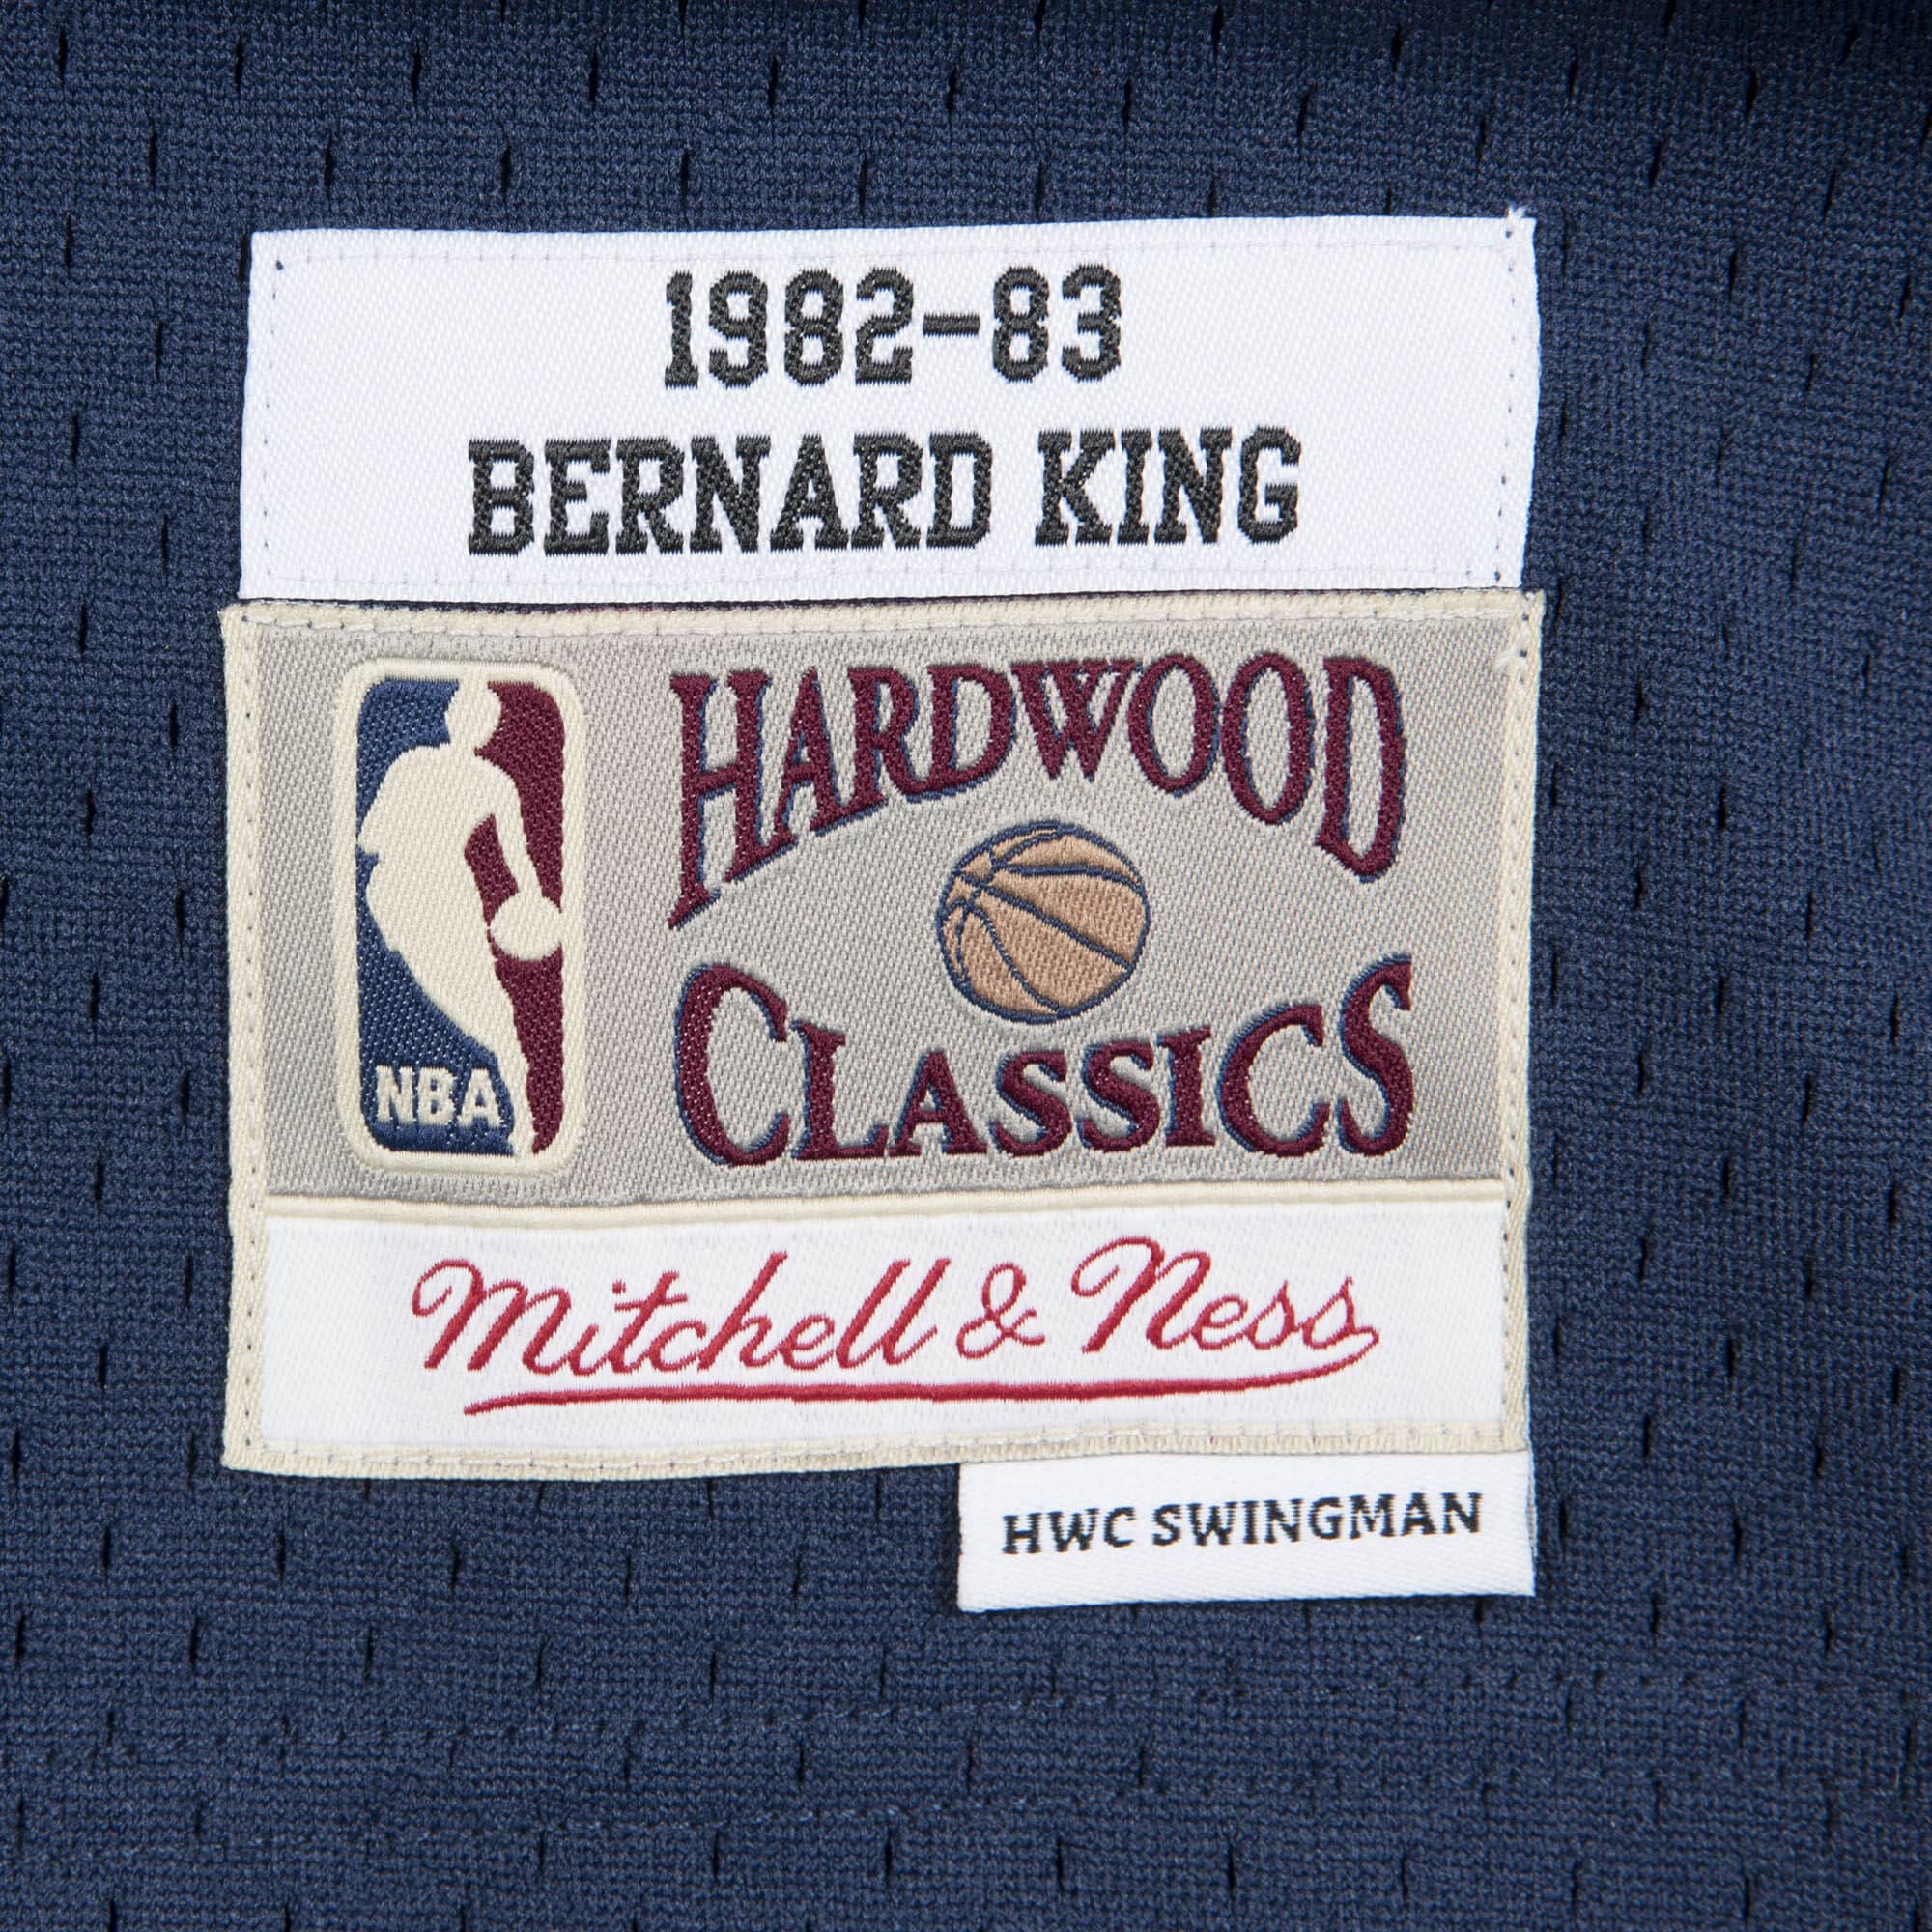 1982-83
BERNARD KING
HARDWOOD
CLASSICS
NBA
Mitchell & Ness
HWC SWINGMAN